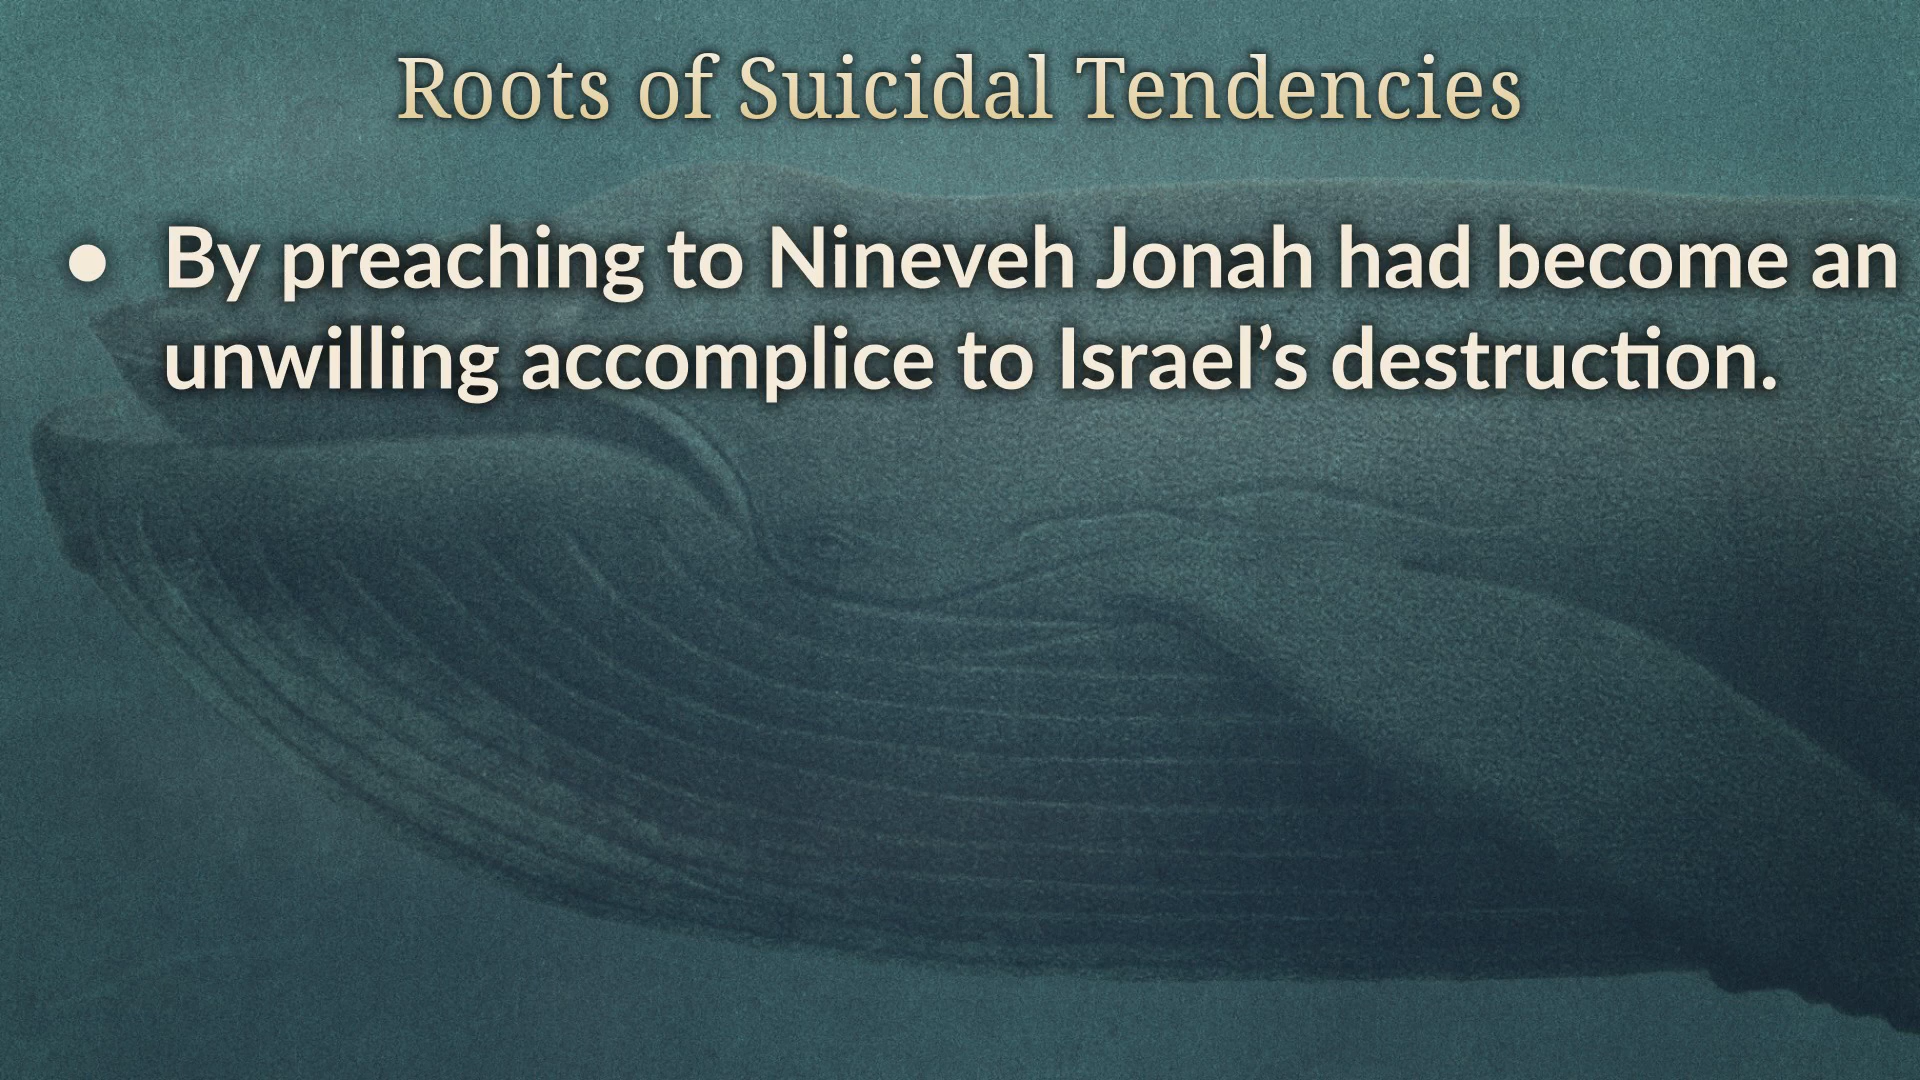 Roots of Suicidal Tendencies
● By preaching to Nineveh Jonah had become an
unwilling accomplice to Israel’s destruction.